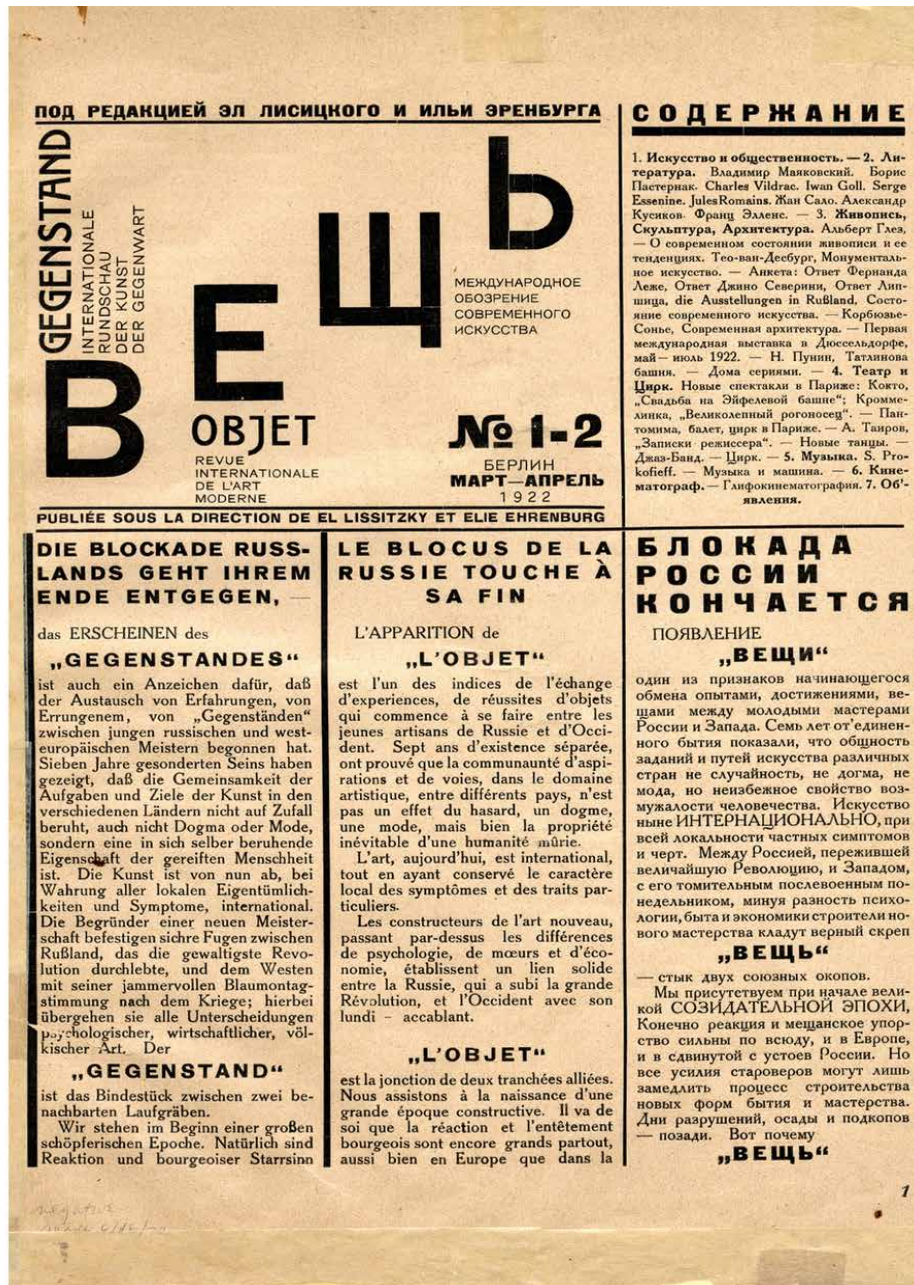 ПОД РЕДАКЦИЕЙ ЭЛ ЛИСИЦКОГО И ИЛЬИ ЭРЕНБУРГА
GEGENSTAND
INTERNATIONALE
RUNDSCHAU
DER KUNST
DER GEGENWART
ВЕЩЬ
МЕЖДУНАРОДНОЕ
ОБОЗРЕНИЕ
СОВРЕМЕННОГО
ИСКУССТВА
OBJET
REVUE
INTERNATIONALE
DE L'ART
MODERNE
№ 1-2
БЕРЛИН
МАРТ—АПРЕЛЬ
1922
PUBLIÉE SOUS LA DIRECTION DE EL LISSITZKY ET ELIE EHRENBURG
СОДЕРЖАНИЕ
1. Искусство и общественность. — 2. Ли-
тература. Владимир Маяковский. Борис
Пастернак. Charles Vildrac. Iwan Goll. Serge
Essenine. Jules Romains. Жан Сало. Александр
Кусиков. Франц Элленс. — 3. Живопись,
Скульптура, Архитектура. Альберт Глез,
— О современном состоянии живописи и ее
тенденциях. Тео-ван-Десбург, Монументаль-
ное искусство. — Анкета: Ответ Фернанда
Леже, Ответ Джино Северини, Ответ Лип-
шица, die Ausstellungen in Rußland, Состо-
яние современного искусства. — Корбюзье-
Сонье, Современная архитектура. — Первая
международная выставка в Дюссельдорфе,
май — июль 1922. — Н. Пунин, Татлинова
башня. — Дома сериями. — 4. Театр и
Цирк. Новые спектакли в Париже: Кокто,
„Свадьба на Эйфелевой башне“; Кромме-
линка, „Великолепный рогоносец“. — Пан-
томима, балет, цирк в Париже. — А. Таиров,
„Записки режиссера“. — Новые танцы. —
Джаз-Банд. — Цирк. — 5. Музыка. S. Pro-
kofieff. — Музыка и машина. — 6. Кине-
матограф. — Глифокинематография. 7. Об'-
явления.
DIE BLOCKADE RUSS-
LANDS GEHT IHREM
ENDE ENTGEGEN, —
das ERSCHEINEN des
„GEGENSTANDES“
ist auch ein Anzeichen dafür, daß
der Austausch von Erfahrungen, von
Errungenem, von „Gegenständen“
zwischen jungen russischen und west-
europäischen Meistern begonnen hat.
Sieben Jahre gesonderten Seins haben
gezeigt, daß die Gemeinsamkeit der
Aufgaben und Ziele der Kunst in den
verschiedenen Ländern nicht auf Zufall
beruht, auch nicht Dogma oder Mode,
sondern eine in sich selber beruhende
Eigenschaft der gereiften Menschheit
ist. Die Kunst ist von nun ab, bei
Wahrung aller lokalen Eigentümlich-
keiten und Symptome, international.
Die Begründer einer neuen Meister-
schaft befestigen sichre Fugen zwischen
Rußland, das die gewaltigste Revo-
lution durchlebte, und dem Westen
mit seiner jammervollen Blaumontag-
stimmung nach dem Kriege; hierbei
übergehen sie alle Unterscheidungen
psychologischer, wirtschaftlicher, völ-
kischer Art. Der
„GEGENSTAND“
ist das Bindestück zwischen zwei be-
nachbarten Laufgräben.
Wir stehen im Beginn einer großen
schöpferischen Epoche. Natürlich sind
Reaktion und bourgeoiser Starrsinn
LE BLOCUS DE LA
RUSSIE TOUCHE À
SA FIN
L'APPARITION de
„L'OBJET“
est l'un des indices de l'échange
d'experiences, de réussites d'objets
qui commence à se faire entre les
jeunes artisans de Russie et d'Occi-
dent. Sept ans d'existence séparée,
ont prouvé que la communaunté d'aspi-
rations et de voies, dans le domaine
artistique, entre différents pays, n'est
pas un effet du hasard, un dogme,
une mode, mais bien la propriété
inévitable d'une humanité mûrie.
L'art, aujourd'hui, est international,
tout en ayant conservé le caractère
local des symptômes et des traits par-
ticuliers.
Les constructeurs de l'art nouveau,
passant par-dessus les différences
de psychologie, de mœurs et d'éco-
nomie, établissent un lien solide
entre la Russie, qui a subi la grande
Révolution, et l'Occident avec son
lundi – accablant.
„L'OBJET“
est la jonction de deux tranchées alliées.
Nous assistons à la naissance d'une
grande époque constructive. Il va de
soi que la réaction et l'entêtement
bourgeois sont encore grands partout,
aussi bien en Europe que dans la
БЛОКАДА
РОССИИ
КОНЧАЕТСЯ
ПОЯВЛЕНИЕ
„ВЕЩИ“
один из признаков начинающегося
обмена опытами, достижениями, ве-
щами между молодыми мастерами
России и Запада. Семь лет от'единен-
ного бытия показали, что общность
заданий и путей искусства различных
стран не случайность, не догма, не
мода, но неизбежное свойство воз-
мужалости человечества. Искусство
ныне ИНТЕРНАЦИОНАЛЬНО, при
всей локальности частных симптомов
и черт. Между Россией, пережившей
величайшую Революцию, и Западом,
с его томительным послевоенным по-
недельником, минуя разность психо-
логии, быта и экономики строители но-
вого мастерства кладут верный скреп
„ВЕЩЬ“
— стык двух союзных окопов.
Мы присутствуем при начале вели-
кой СОЗИДАТЕЛЬНОЙ ЭПОХИ,
Конечно реакция и мещанское упор-
ство сильны по всюду, и в Европе,
и в сдвинутой с устоев России. Но
все усилия староверов могут лишь
замедлить процесс строительства
новых форм бытия и мастерства.
Дни разрушений, осады и подкопов
— позади. Вот почему
„ВЕЩЬ“
1
negative